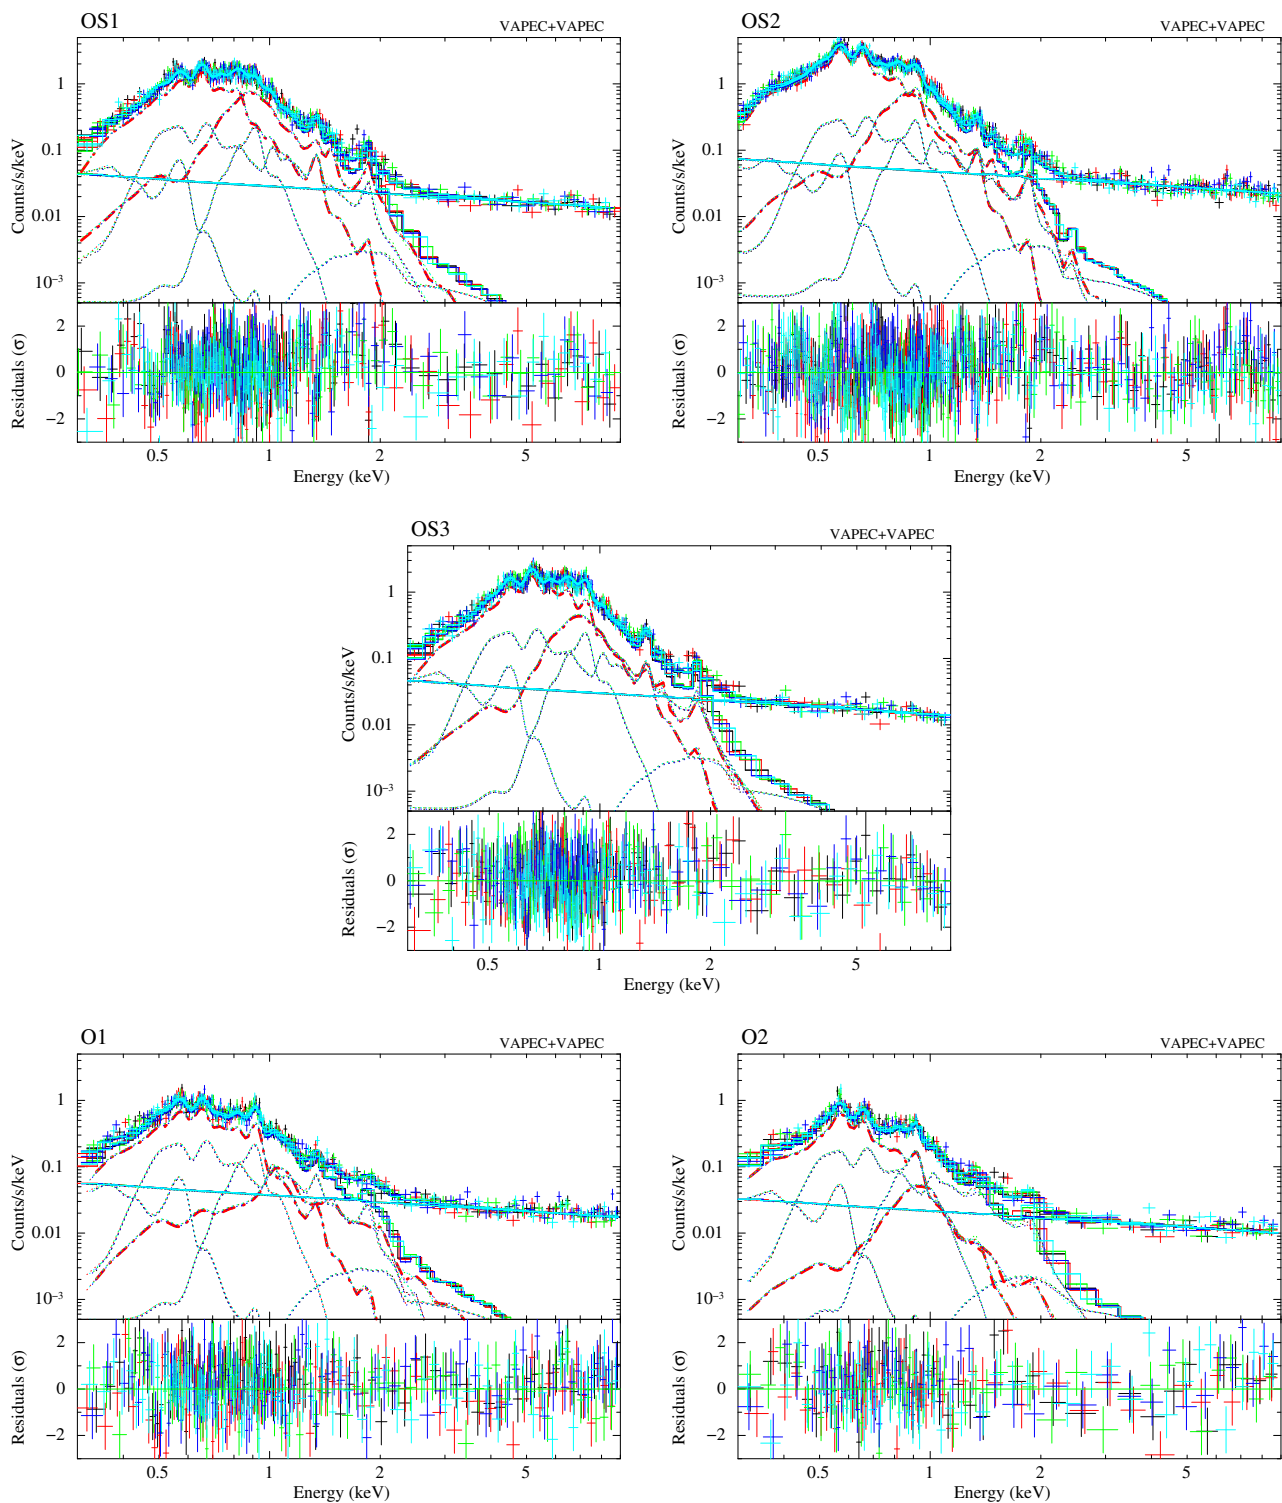 OS1 VAPEC+VAPEC
1
0.1
0.01
10⁻³
Counts/s/keV
2
0
−2
Residuals (σ)
0.5 1 2 5
Energy (keV)
OS2 VAPEC+VAPEC
1
0.1
0.01
10⁻³
Counts/s/keV
2
0
−2
Residuals (σ)
0.5 1 2 5
Energy (keV)
OS3 VAPEC+VAPEC
1
0.1
0.01
10⁻³
Counts/s/keV
2
0
−2
Residuals (σ)
0.5 1 2 5
Energy (keV)
O1 VAPEC+VAPEC
1
0.1
0.01
10⁻³
Counts/s/keV
2
0
−2
Residuals (σ)
0.5 1 2 5
Energy (keV)
O2 VAPEC+VAPEC
1
0.1
0.01
10⁻³
Counts/s/keV
2
0
−2
Residuals (σ)
0.5 1 2 5
Energy (keV)